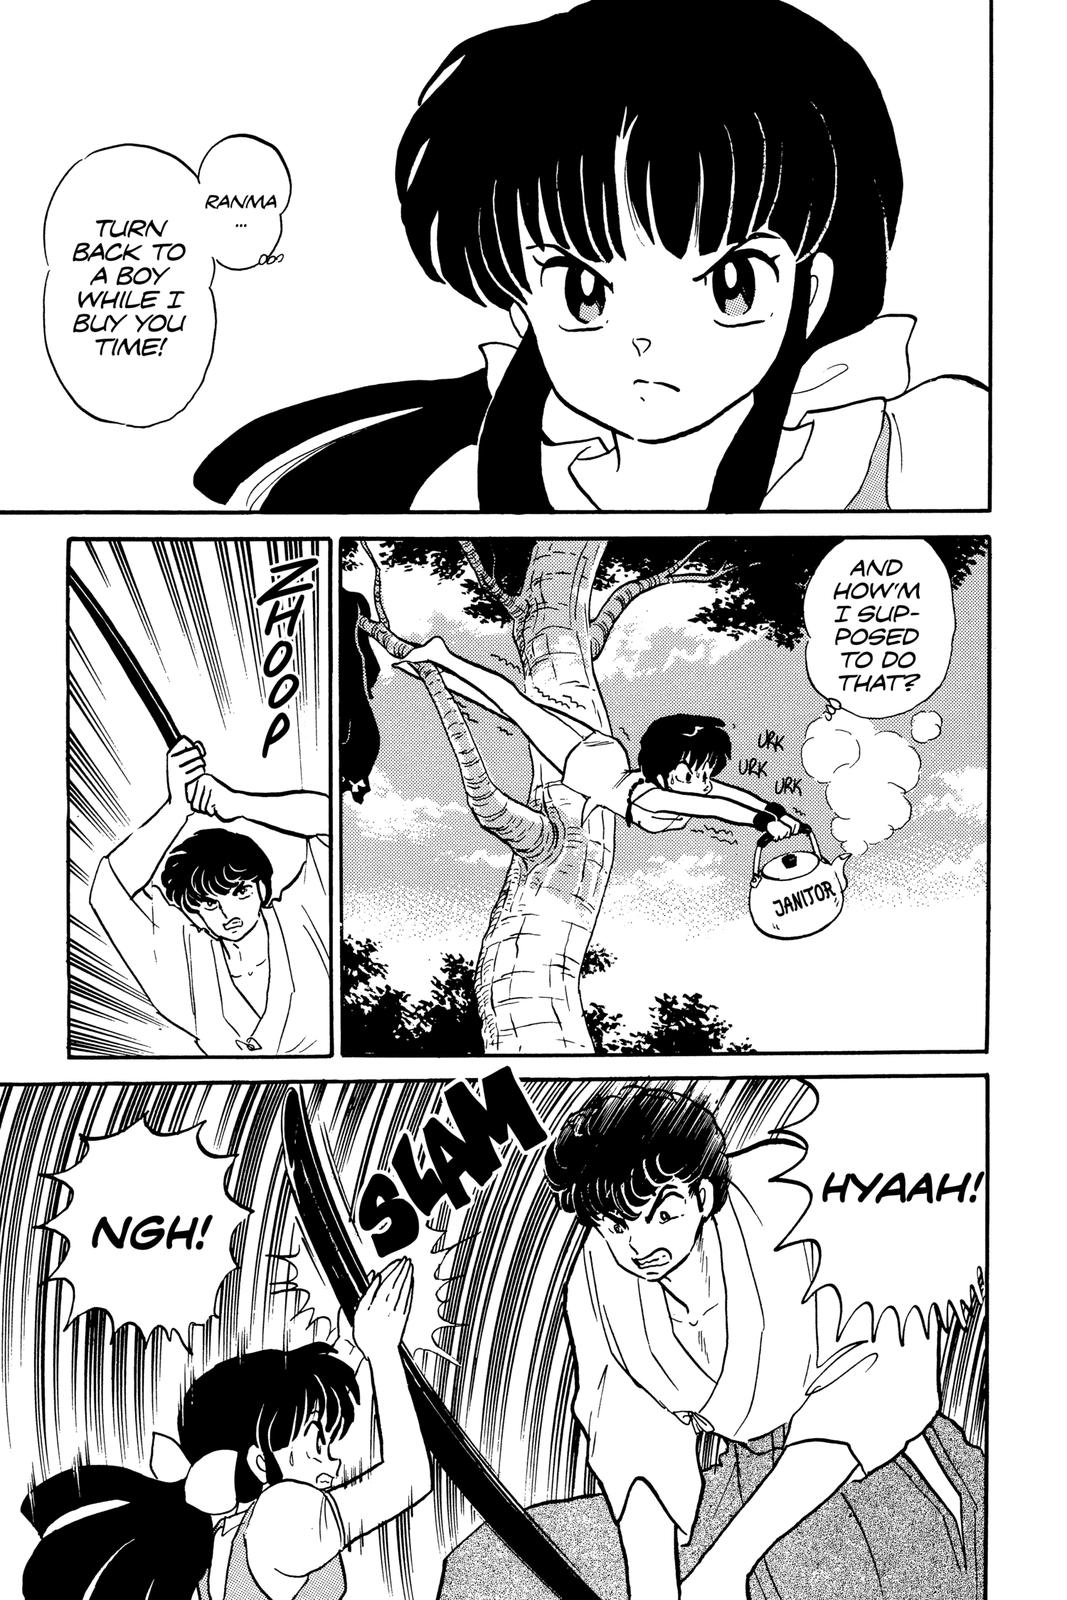 RANMA
...
TURN
BACK TO
A BOY
WHILE I
BUY YOU
TIME!
ZHOOP
AND
HOW'M
I SUP-
POSED
TO DO
THAT?
URK
URK
URK
JANITOR
SLAM
NGH!
HYAAH!